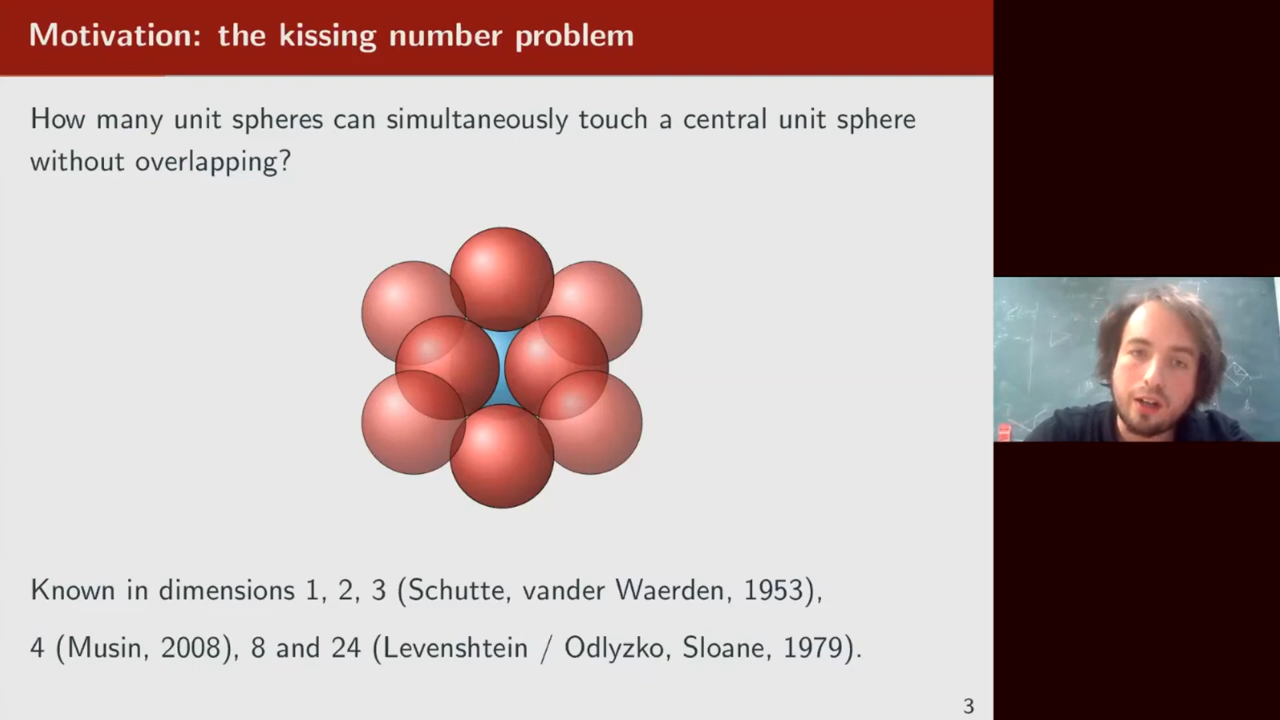 Motivation: the kissing number problem
How many unit spheres can simultaneously touch a central unit sphere
without overlapping?
Known in dimensions 1, 2, 3 (Schutte, vander Waerden, 1953),
4 (Musin, 2008), 8 and 24 (Levenshtein / Odlyzko, Sloane, 1979).
3